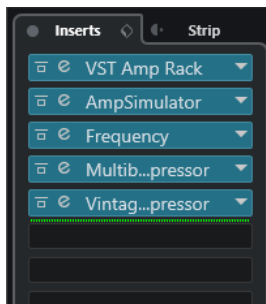 Inserts Strip
VST Amp Rack
AmpSimulator
Frequency
Multib...pressor
Vintag...pressor